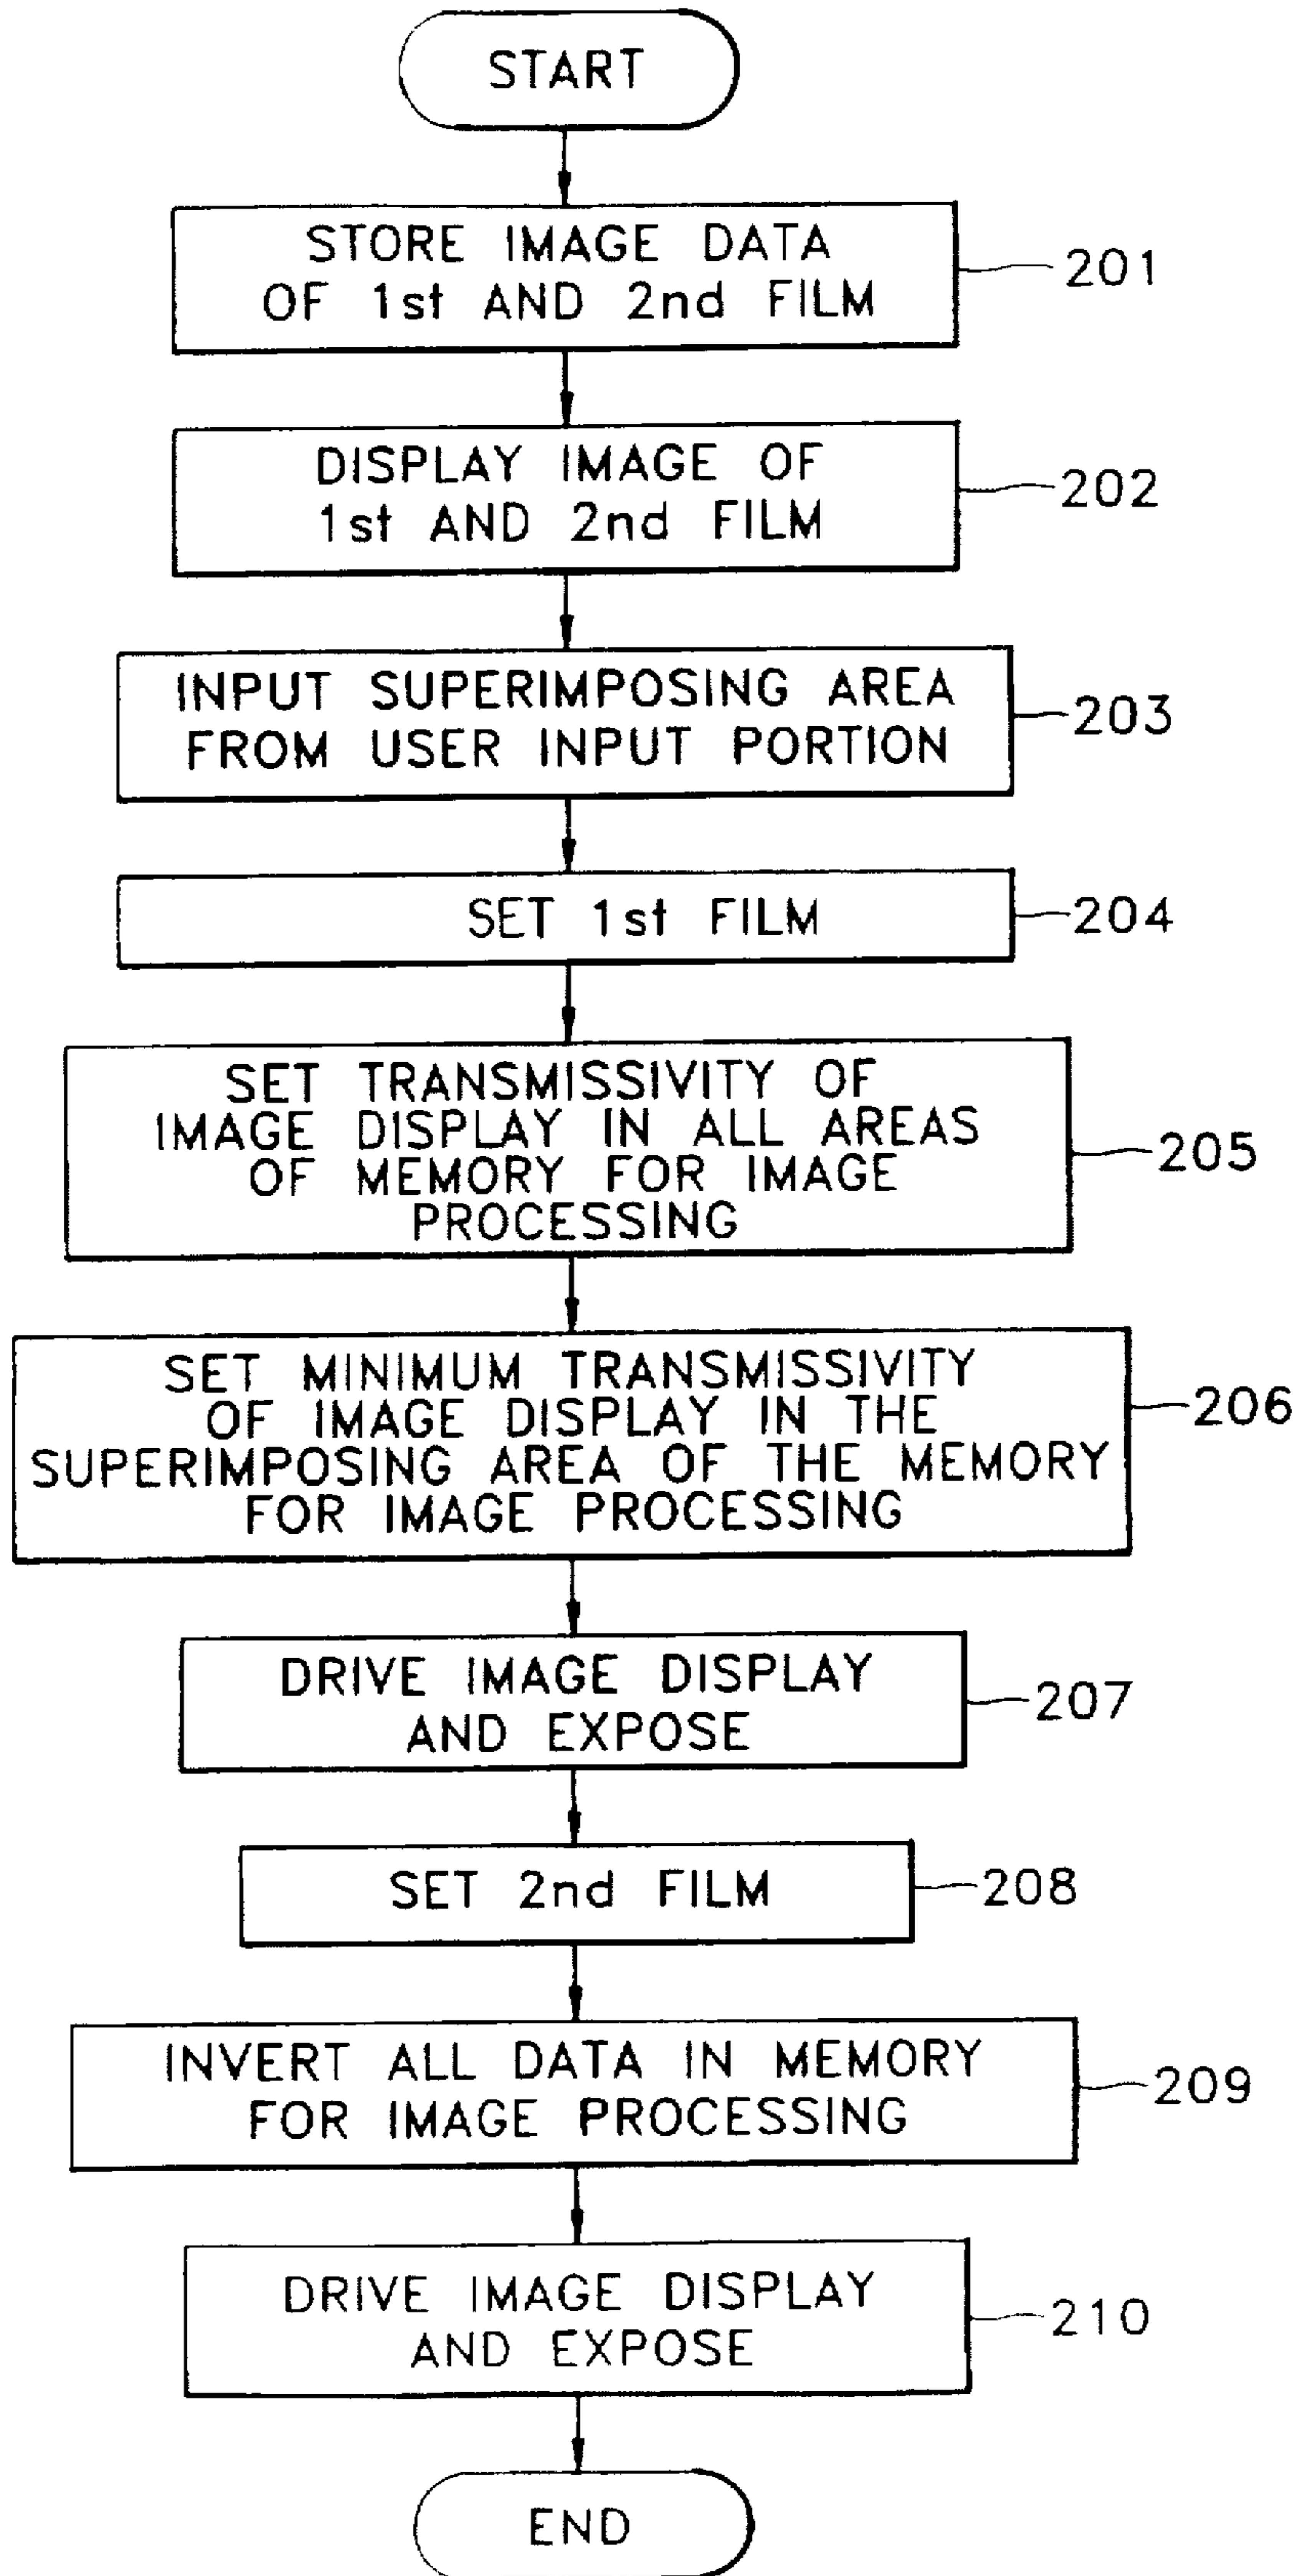 START
STORE IMAGE DATA
OF 1st AND 2nd FILM
201
DISPLAY IMAGE OF
1st AND 2nd FILM
202
INPUT SUPERIMPOSING AREA
FROM USER INPUT PORTION
203
SET 1st FILM
204
SET TRANSMISSIVITY OF
IMAGE DISPLAY IN ALL AREAS
OF MEMORY FOR IMAGE
PROCESSING
205
SET MINIMUM TRANSMISSIVITY
OF IMAGE DISPLAY IN THE
SUPERIMPOSING AREA OF THE MEMORY
FOR IMAGE PROCESSING
206
DRIVE IMAGE DISPLAY
AND EXPOSE
207
SET 2nd FILM
208
INVERT ALL DATA IN MEMORY
FOR IMAGE PROCESSING
209
DRIVE IMAGE DISPLAY
AND EXPOSE
210
END